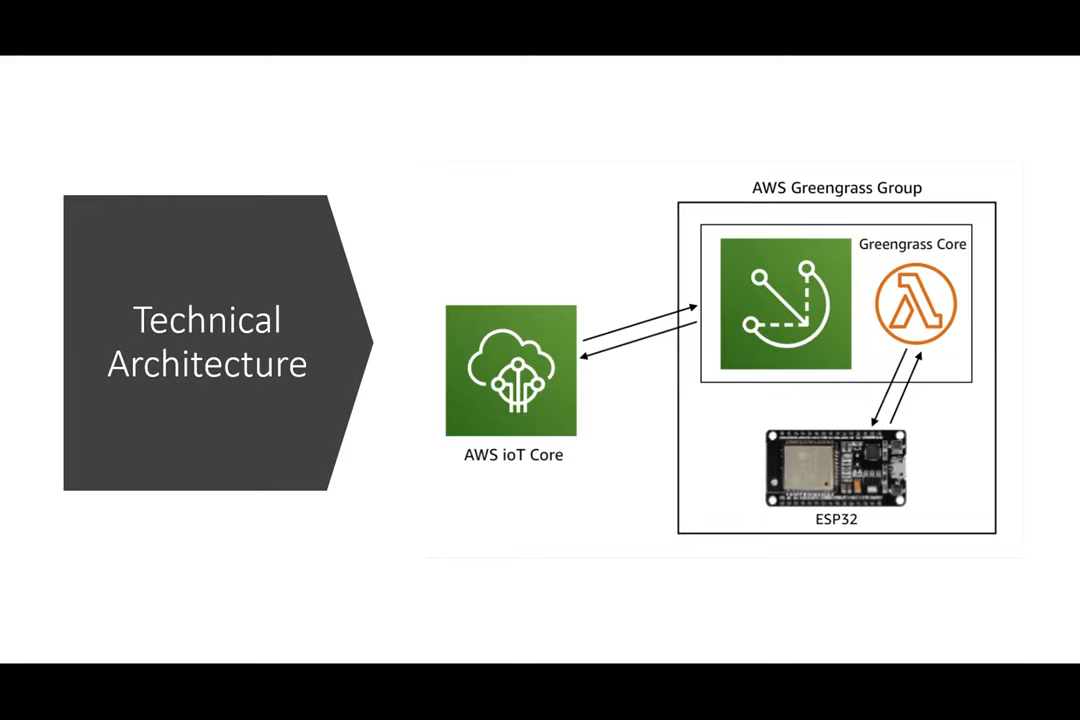 Technical
Architecture
AWS Greengrass Group
Greengrass Core
AWS ioT Core
ESP32